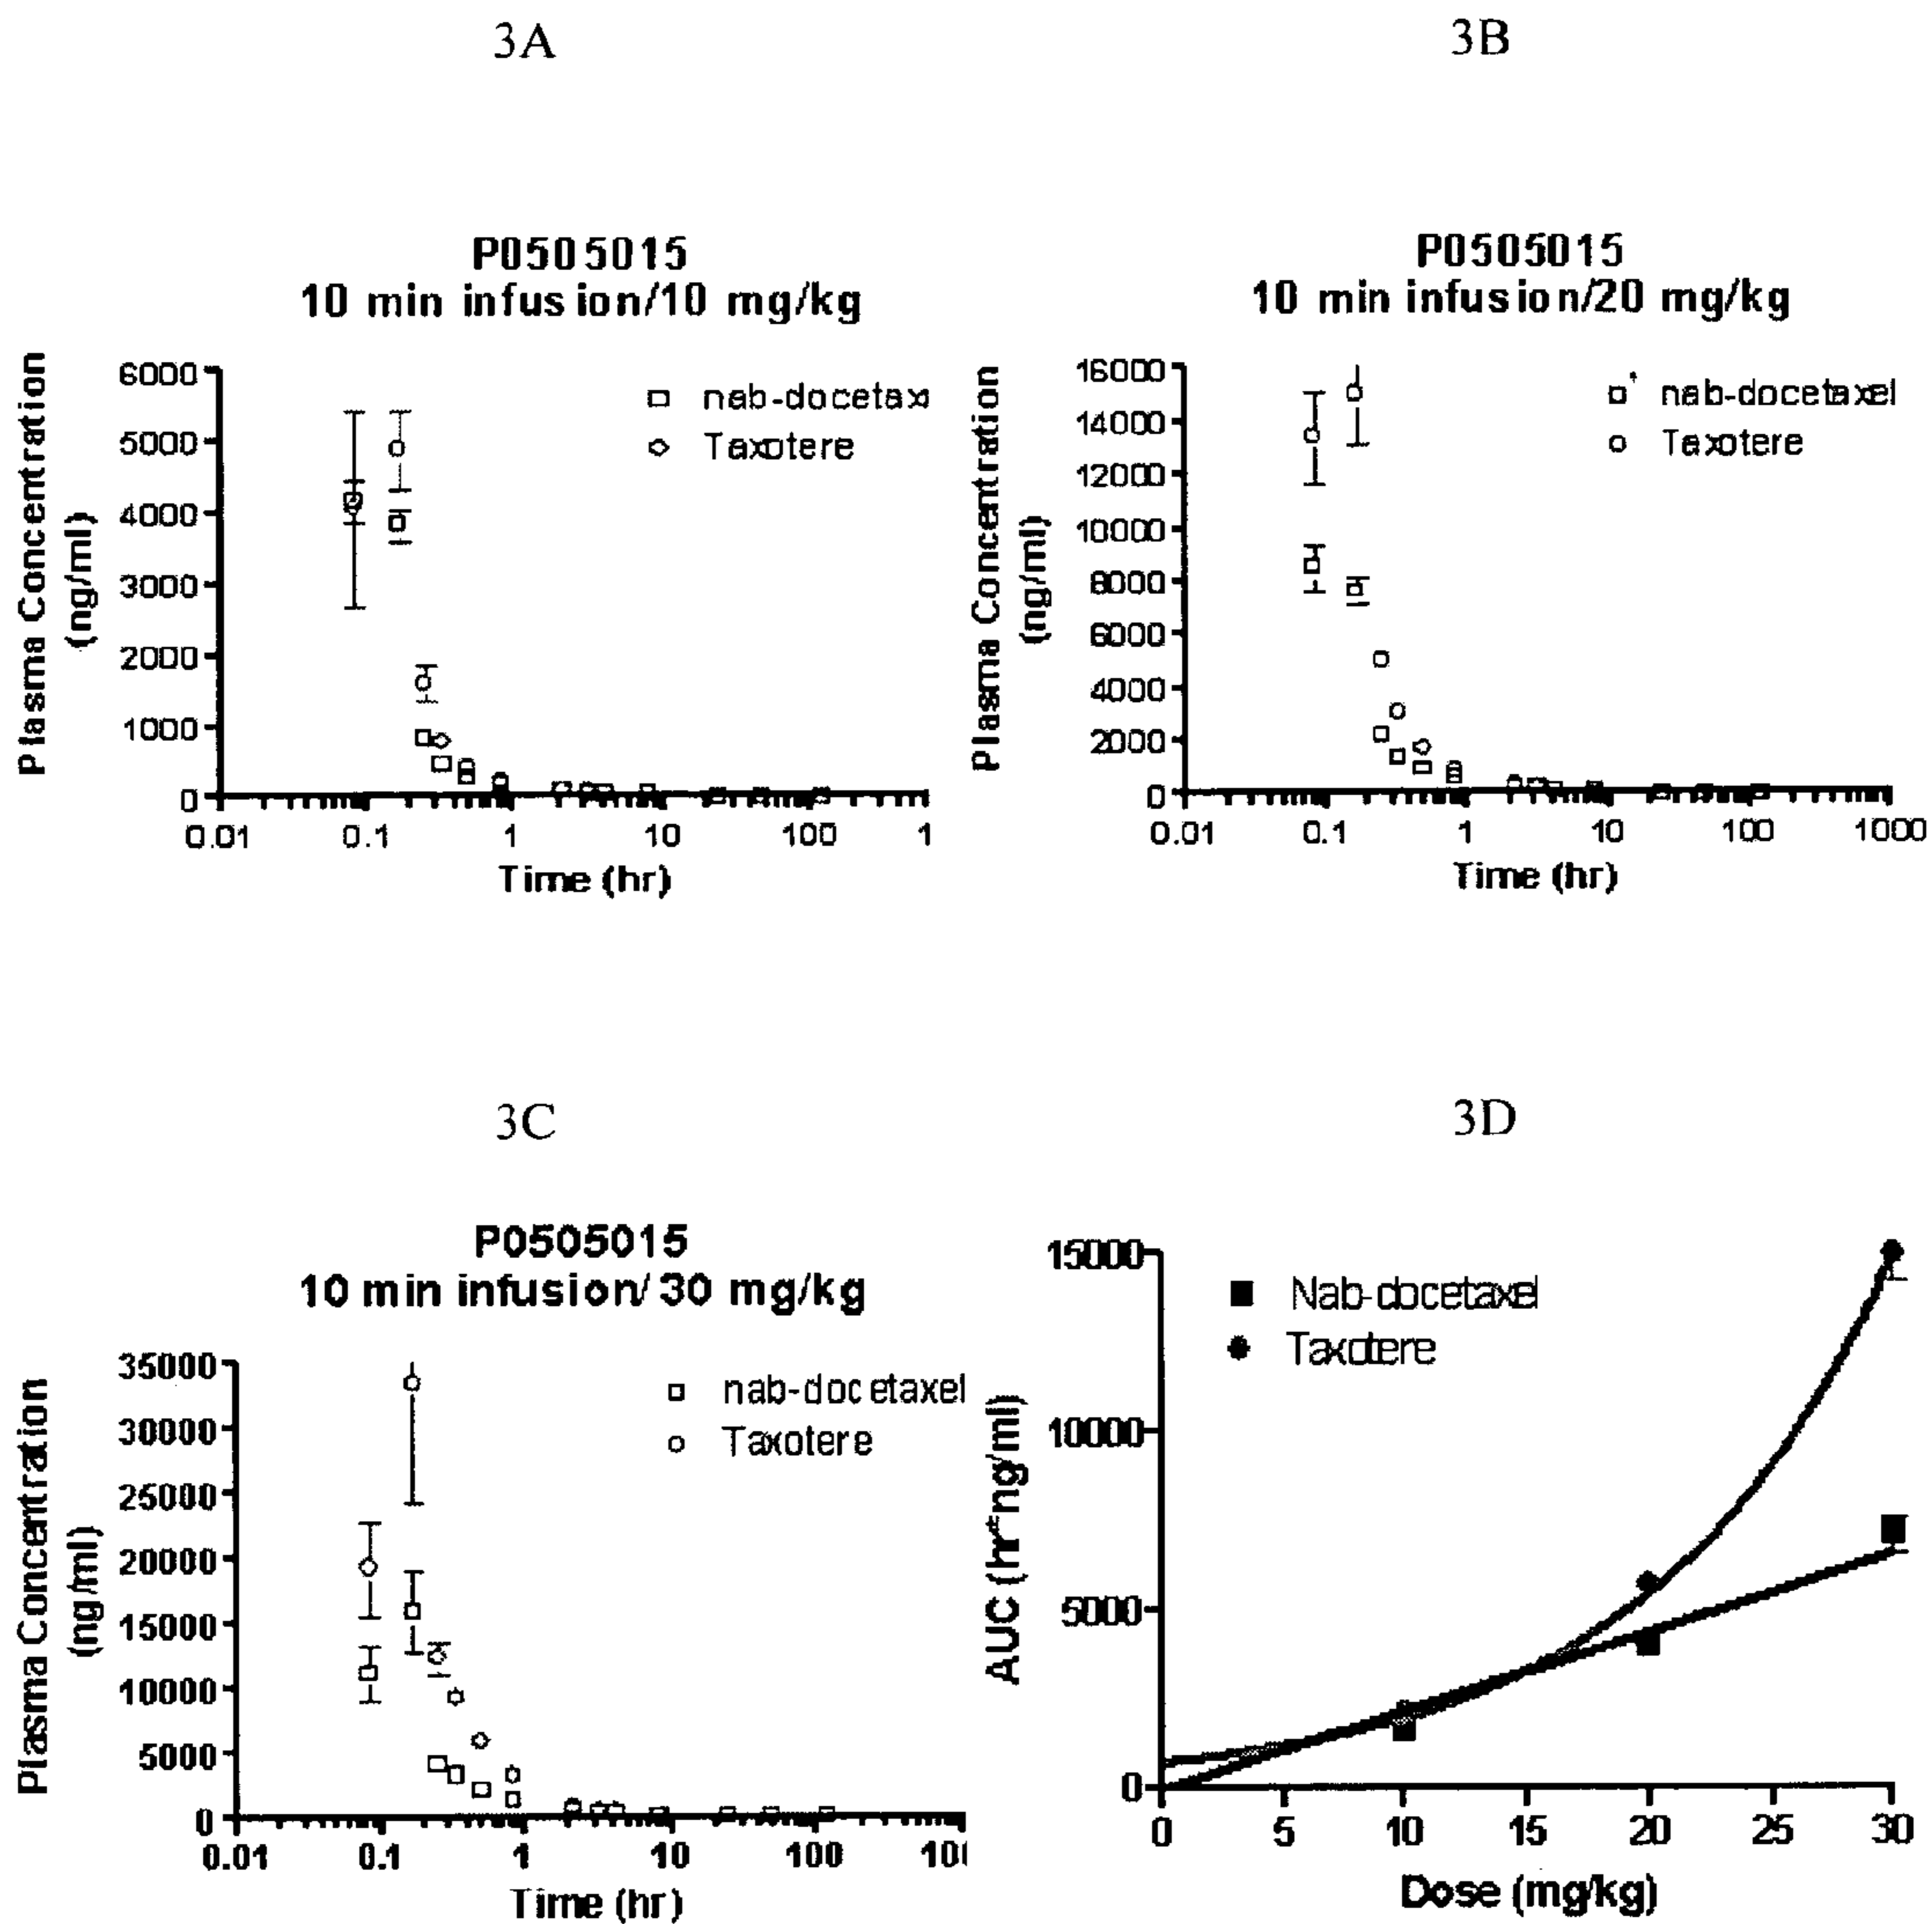 3A
3B
P0505015
10 min infusion/10 mg/kg
Plasma Concentration
(ng/ml)
6000
5000
4000
3000
2000
1000
0
nab-docetax
Taxotere
0.01
0.1
1
10
100
1
Time (hr)
P0505015
10 min infusion/20 mg/kg
Plasma Concentration
(ng/ml)
16000
14000
12000
10000
8000
6000
4000
2000
0
nab-docetaxel
Taxotere
0.01
0.1
1
10
100
1000
Time (hr)
3C
3D
P0505015
10 min infusion/ 30 mg/kg
Plasma Concentration
(ng/ml)
35000
30000
25000
20000
15000
10000
5000
0
nab-docetaxel
Taxotere
0.01
0.1
1
10
100
Time (hr)
AUC (hr*ng/ml)
15000
10000
5000
0
Nab-docetaxel
Taxotere
0
5
10
15
20
25
30
Dose (mg/kg)